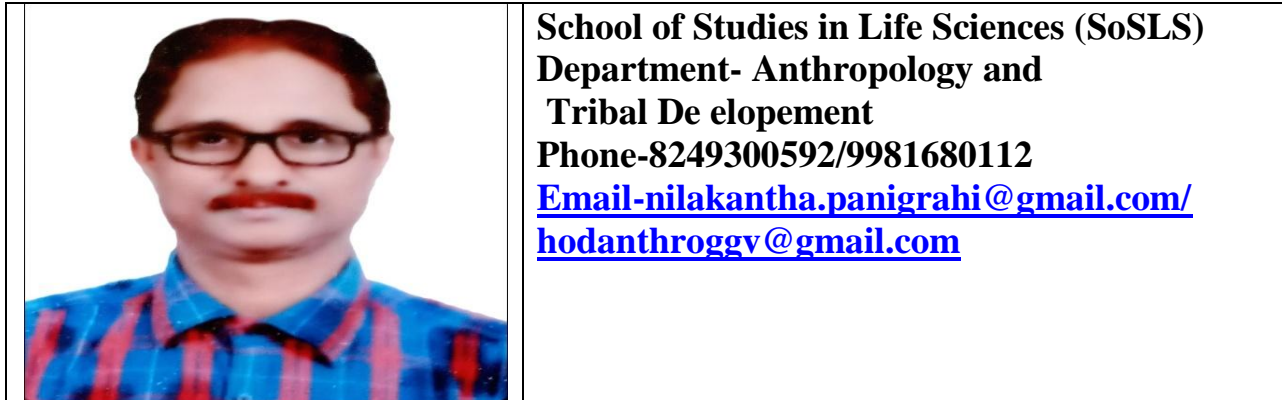 School of Studies in Life Sciences (SoSLS)
Department- Anthropology and
Tribal De elopement
Phone-8249300592/9981680112
Email-nilakantha.panigrahi@gmail.com/
hodanthroggv@gmail.com